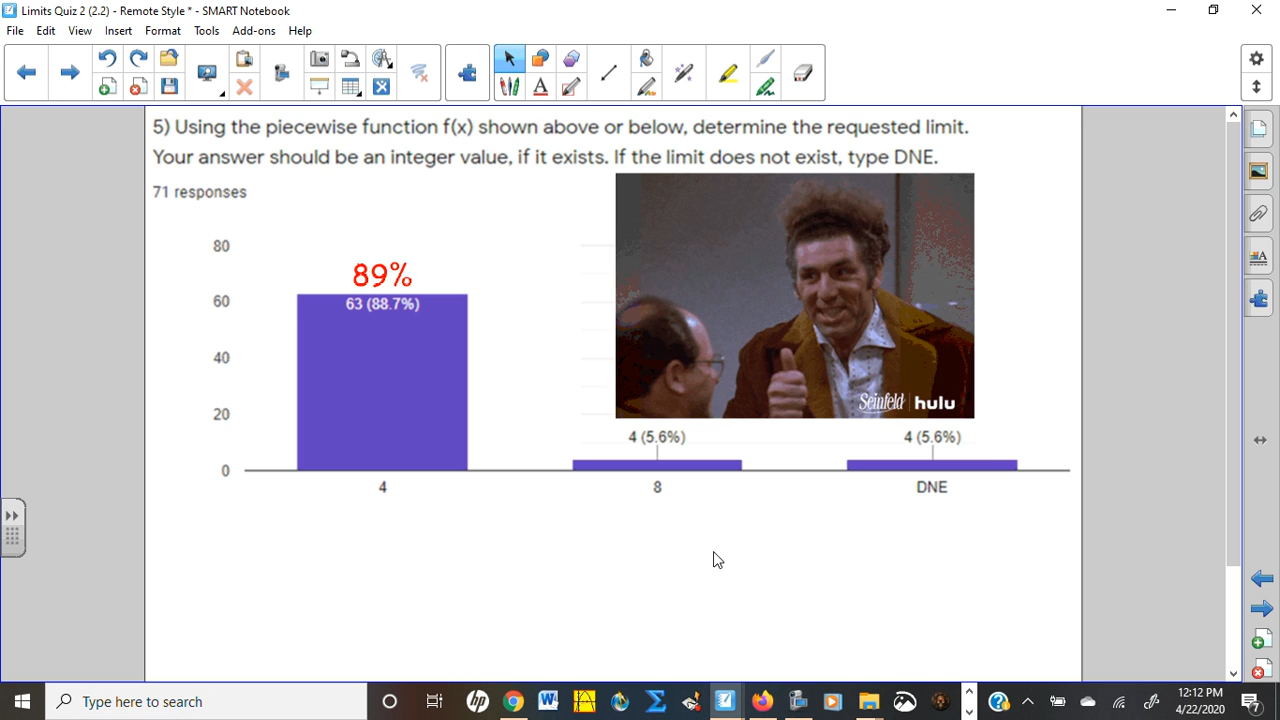 Limits Quiz 2 (2.2) - Remote Style * - SMART Notebook
File Edit View Insert Format Tools Add-ons Help
5) Using the piecewise function f(x) shown above or below, determine the requested limit.
Your answer should be an integer value, if it exists. If the limit does not exist, type DNE.
71 responses
80
60
40
20
0
89%
63 (88.7%)
4 (5.6%)
4 (5.6%)
4
8
DNE
Seinfeld hulu
Type here to search
12:12 PM
4/22/2020
7